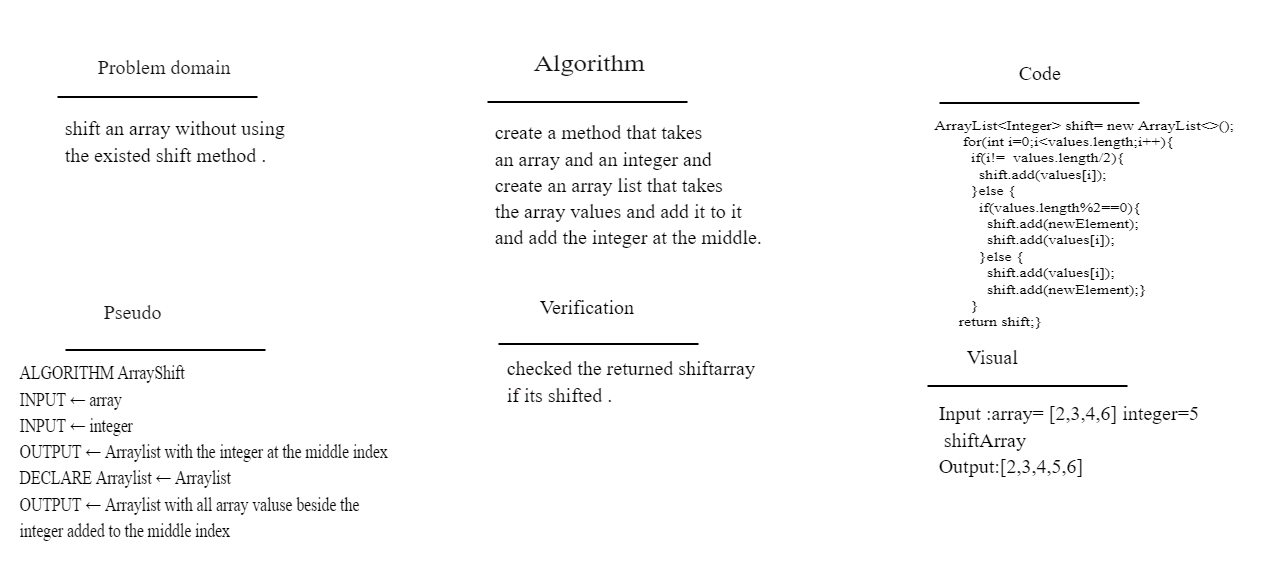 Problem domain
shift an array without using
the existed shift method .
Algorithm
create a method that takes
an array and an integer and
create an array list that takes
the array values and add it to it
and add the integer at the middle.
Code
ArrayList<Integer> shift= new ArrayList<>();
for(int i=0;i<values.length;i++){
if(i!=  values.length/2){
shift.add(values[i]);
}else {
if(values.length%2==0){
shift.add(newElement);
shift.add(values[i]);
}else {
shift.add(values[i]);
shift.add(newElement);}
}
return shift;}
Pseudo
ALGORITHM ArrayShift
INPUT ← array
INPUT ← integer
OUTPUT ← Arraylist with the integer at the middle index
DECLARE Arraylist ← Arraylist
OUTPUT ← Arraylist with all array valuse beside the
integer added to the middle index
Verification
checked the returned shiftarray
if its shifted .
Visual
Input :array= [2,3,4,6] integer=5
shiftArray
Output:[2,3,4,5,6]